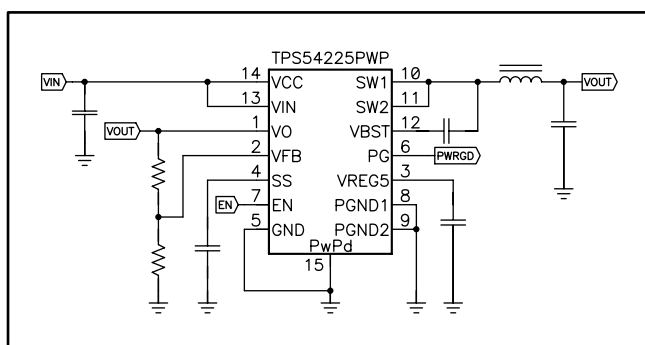 TPS54225PWP
VIN
14 VCC SW1 10
VOUT
13 VIN SW2 11
VOUT
1 VO VBST 12
2 VFB PG 6
PWRGD
4 SS VREG5 3
EN
7 EN PGND1 8
5 GND PGND2 9
PwPd
15